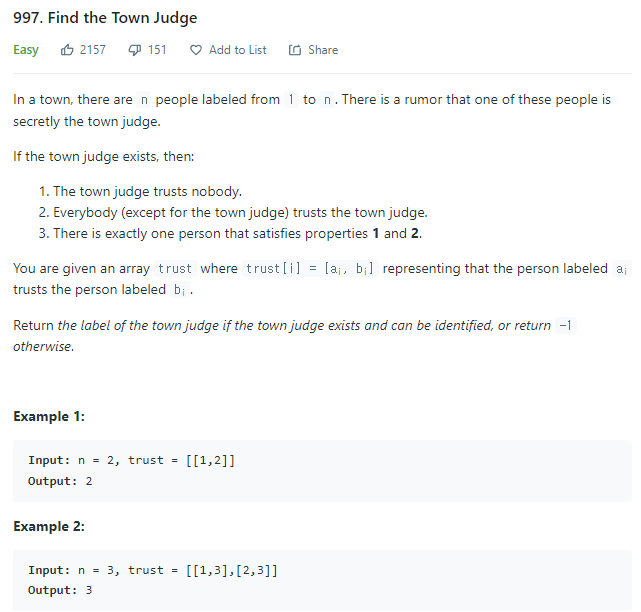 997. Find the Town Judge
Easy 2157 151 Add to List Share
In a town, there are n people labeled from 1 to n. There is a rumor that one of these people is
secretly the town judge.
If the town judge exists, then:
1. The town judge trusts nobody.
2. Everybody (except for the town judge) trusts the town judge.
3. There is exactly one person that satisfies properties 1 and 2.
You are given an array trust where trust[i] = [aᵢ, bᵢ] representing that the person labeled aᵢ
trusts the person labeled bᵢ.
Return the label of the town judge if the town judge exists and can be identified, or return -1
otherwise.
Example 1:
Input: n = 2, trust = [[1,2]]
Output: 2
Example 2:
Input: n = 3, trust = [[1,3],[2,3]]
Output: 3